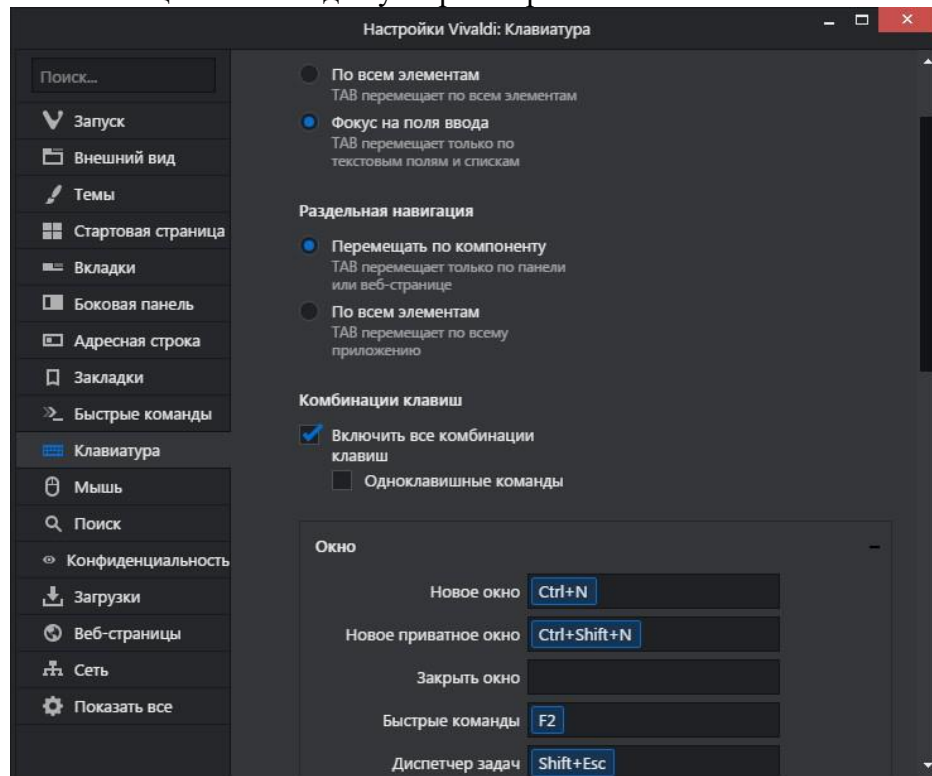 Настройки Vivaldi: Клавиатура
Поиск...
Запуск
Внешний вид
Темы
Стартовая страница
Вкладки
Боковая панель
Адресная строка
Закладки
Быстрые команды
Клавиатура
Мышь
Поиск
Конфиденциальность
Загрузки
Веб-страницы
Сеть
Показать все
По всем элементам
TAB перемещает по всем элементам
Фокус на поля ввода
TAB перемещает только по
текстовым полям и спискам
Раздельная навигация
Перемещать по компоненту
TAB перемещает только по панели
или веб-странице
По всем элементам
TAB перемещает по всему
приложению
Комбинации клавиш
Включить все комбинации
клавиш
Одноклавишные команды
Окно
Новое окно Ctrl+N
Новое приватное окно Ctrl+Shift+N
Закрыть окно
Быстрые команды F2
Диспетчер задач Shift+Esc